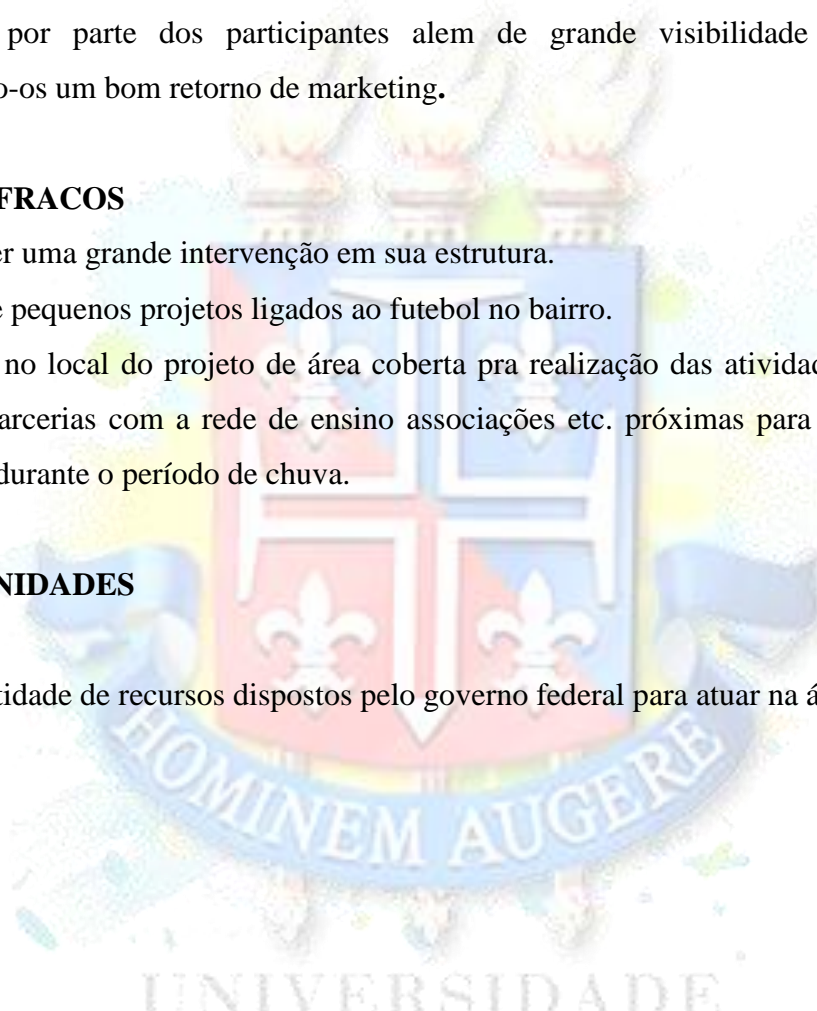 por parte dos participantes alem de grande visibilidade
o-os um bom retorno de marketing.
FRACOS
er uma grande intervenção em sua estrutura.
e pequenos projetos ligados ao futebol no bairro.
no local do projeto de área coberta pra realização das ativida
arcerias com a rede de ensino associações etc. próximas para
durante o período de chuva.
NIDADES
tidade de recursos dispostos pelo governo federal para atuar na á
HOMINEM AUGERE
UNIVERSIDADE